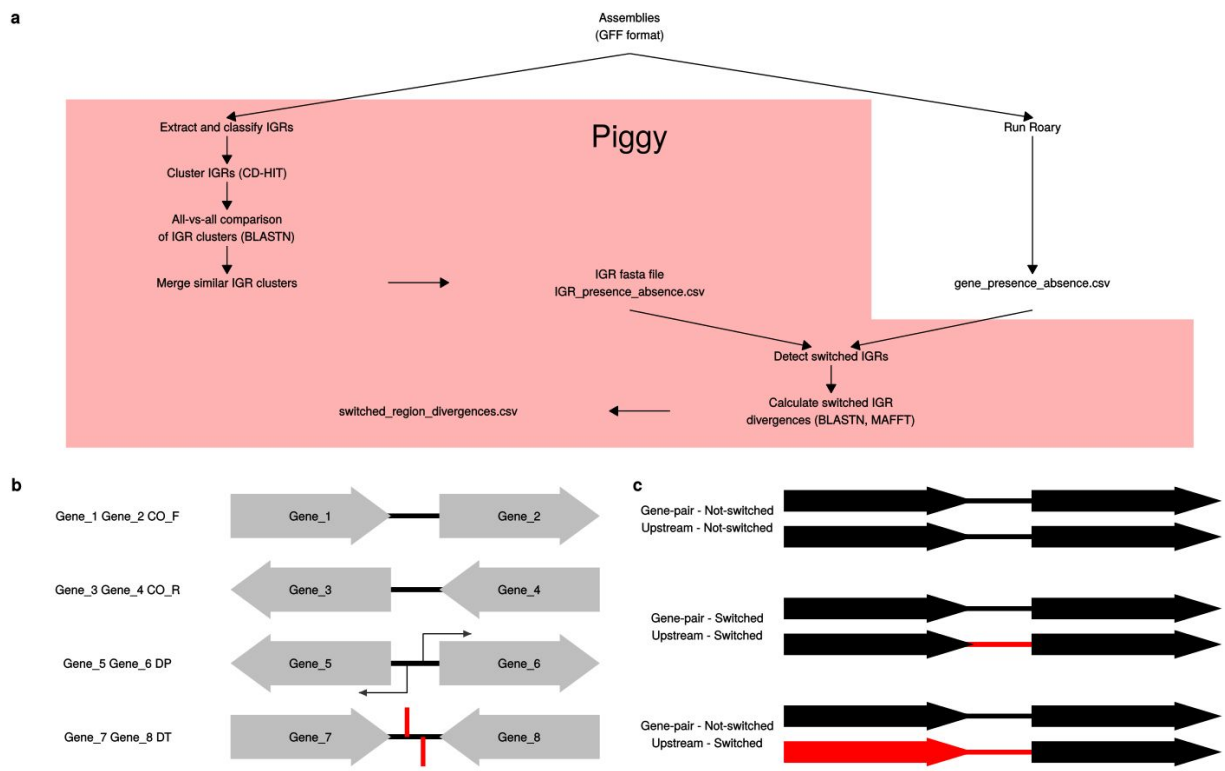 a
Assemblies
(GFF format)
Piggy
Extract and classify IGRs
Run Roary
Cluster IGRs (CD-HIT)
All-vs-all comparison
of IGR clusters (BLASTN)
Merge similar IGR clusters
IGR fasta file
IGR_presence_absence.csv
gene_presence_absence.csv
Detect switched IGRs
Calculate switched IGR
divergences (BLASTN, MAFFT)
switched_region_divergences.csv
b
Gene_1 Gene_2 CO_F
Gene_1
Gene_2
Gene_3 Gene_4 CO_R
Gene_3
Gene_4
Gene_5 Gene_6 DP
Gene_5
Gene_6
Gene_7 Gene_8 DT
Gene_7
Gene_8
c
Gene-pair - Not-switched
Upstream - Not-switched
Gene-pair - Switched
Upstream - Switched
Gene-pair - Not-switched
Upstream - Switched